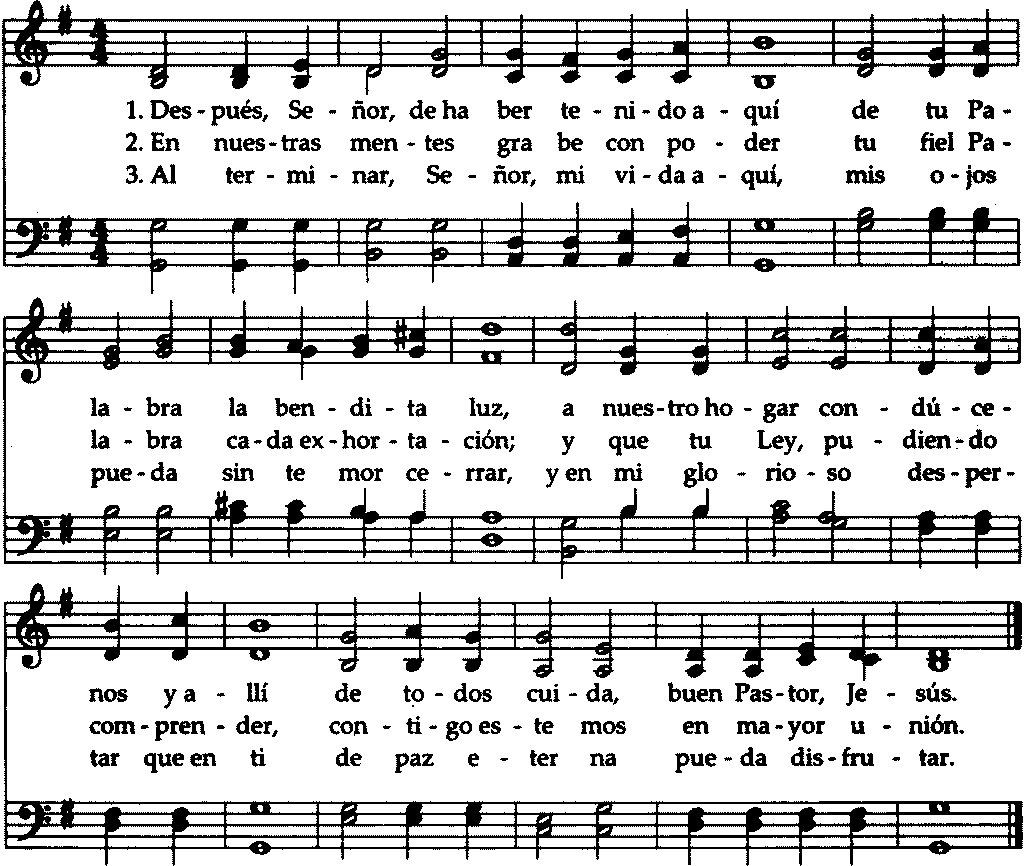 1. Des - pués, Se - ñor, de ha ber te - ni - do a - quí de tu Pa -
2. En nues - tras men - tes gra be con po - der tu fiel Pa -
3. Al ter - mi - nar, Se - ñor, mi vi - da a - quí, mis o - jos
la - bra la ben - di - ta luz, a nues - tro ho - gar con - dú - ce -
la - bra ca - da ex - hor - ta - ción; y que tu Ley, pu - dien - do
pue - da sin te mor ce - rrar, y en mi glo - rio - so des - per -
nos y a - llí de to - dos cui - da, buen Pas - tor, Je - sús.
com - pren - der, con - ti - go es - te mos en ma - yor u - nión.
tar que en ti de paz e - ter na pue - da dis - fru - tar.